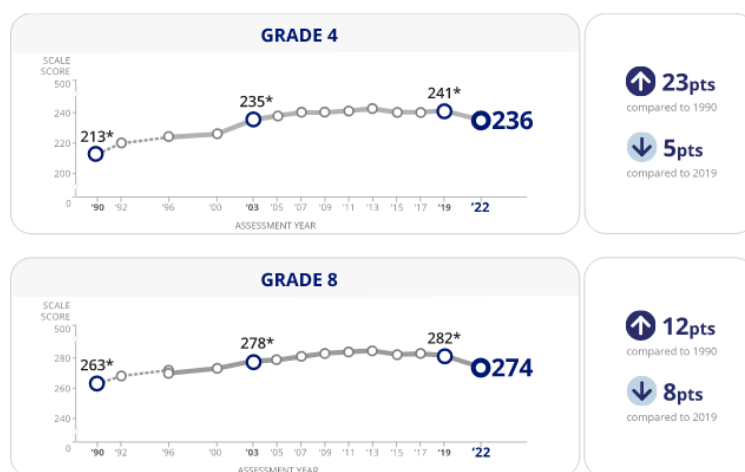 GRADE 4
SCALE
SCORE
500
240
220
200
0
213*
235*
241*
236
'90 '92 '96 '00 '03 '05 '07 '09 '11 '13 '15 '17 '19 '22
ASSESSMENT YEAR
23pts
compared to 1990
5pts
compared to 2019
GRADE 8
SCALE
SCORE
500
280
260
240
0
263*
278*
282*
274
'90 '92 '96 '00 '03 '05 '07 '09 '11 '13 '15 '17 '19 '22
ASSESSMENT YEAR
12pts
compared to 1990
8pts
compared to 2019